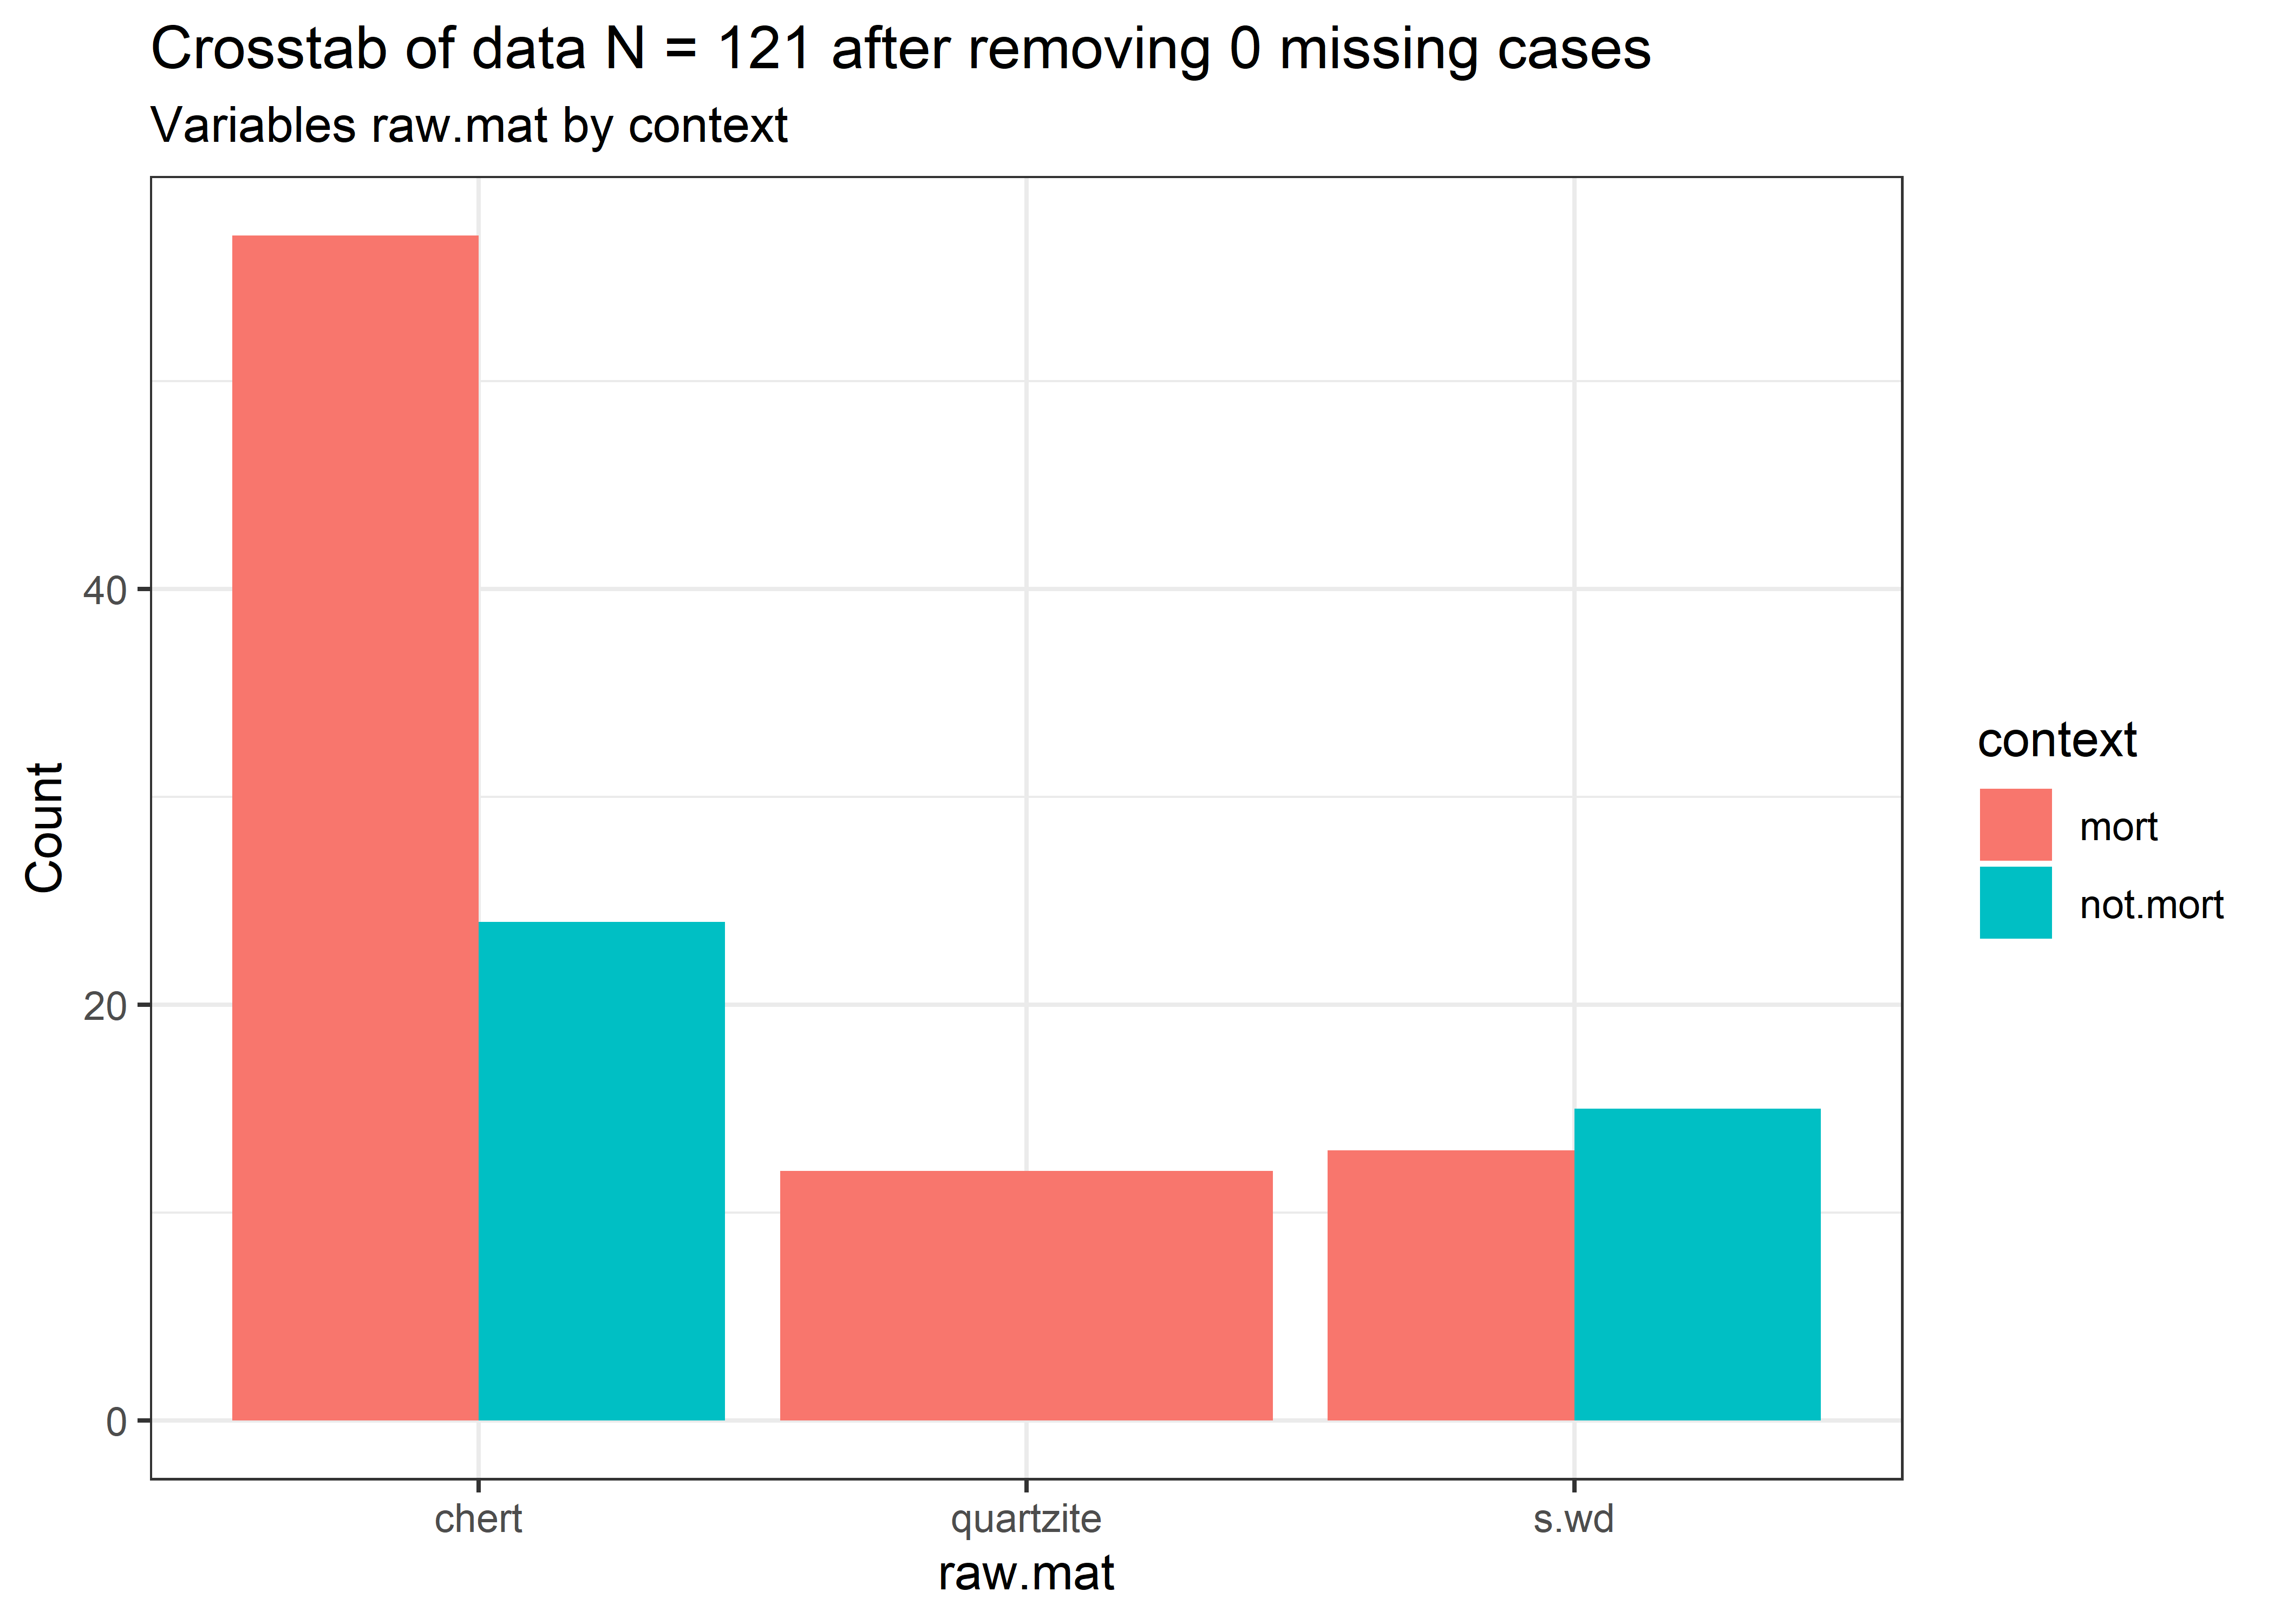 Crosstab of data N = 121 after removing 0 missing cases
Variables raw.mat by context
Count
40
20
0
chert
quartzite
s.wd
raw.mat
context
mort
not.mort